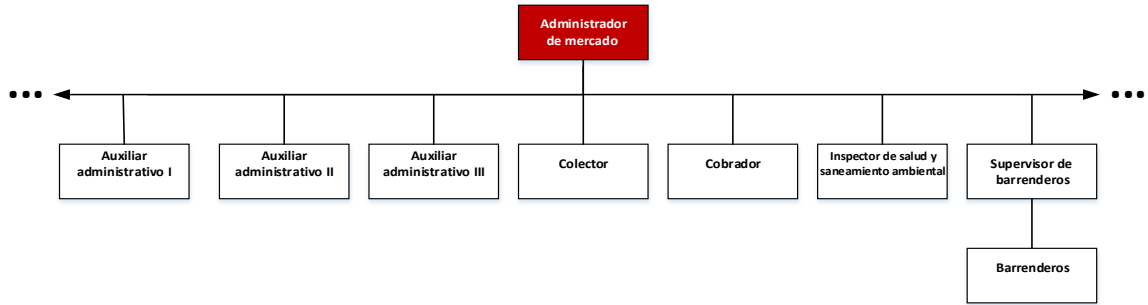 Administrador
de mercado
... ...
Auxiliar
administrativo I
Auxiliar
administrativo II
Auxiliar
administrativo III
Colector
Cobrador
Inspector de salud y
saneamiento ambiental
Supervisor de
barrenderos
Barrenderos